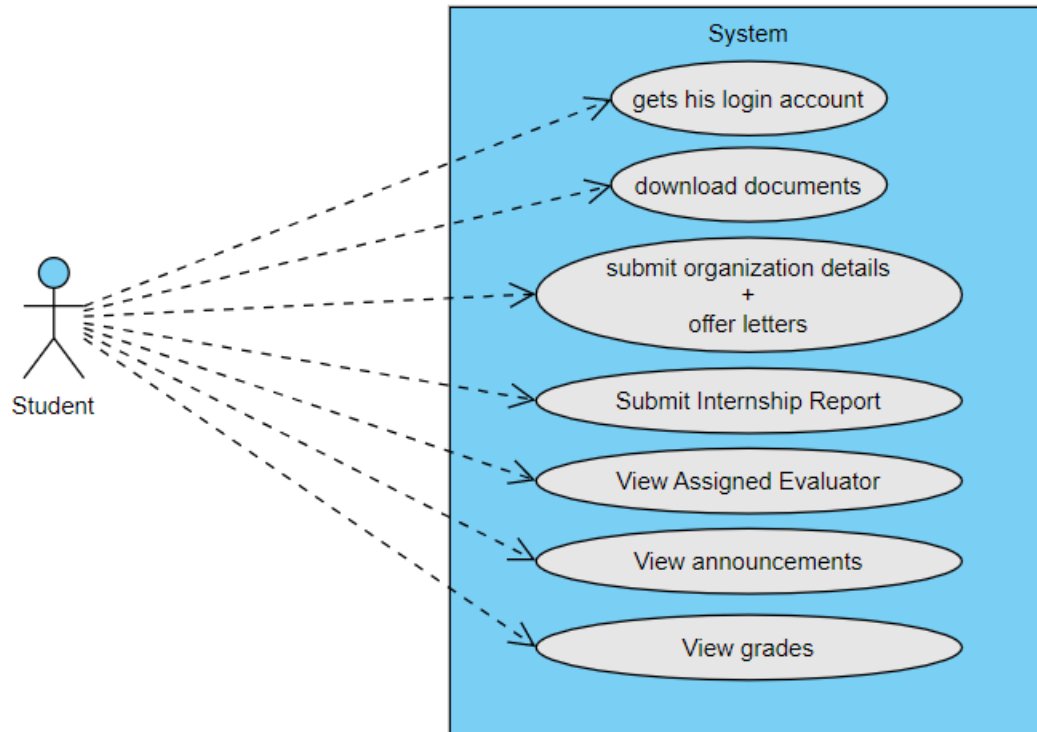 System
gets his login account
download documents
submit organization details
+
offer letters
Student
Submit Internship Report
View Assigned Evaluator
View announcements
View grades